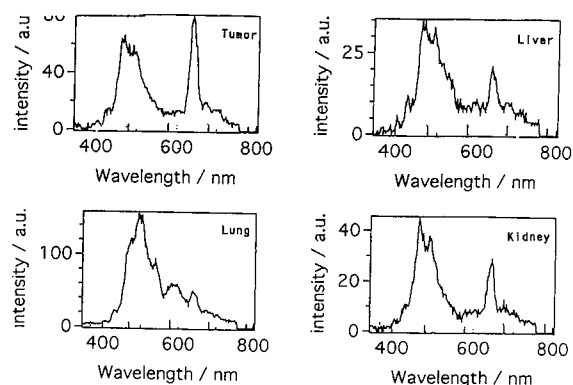 80
40
0
intensity / a.u
Tumor
400 600 800
Wavelength / nm
25
0
intensity / a.u.
Liver
400 600 800
Wavelength / nm
100
0
intensity / a.u.
Lung
400 600 800
Wavelength / nm
40
20
0
intensity / a.u.
Kidney
400 600 800
Wavelength / nm